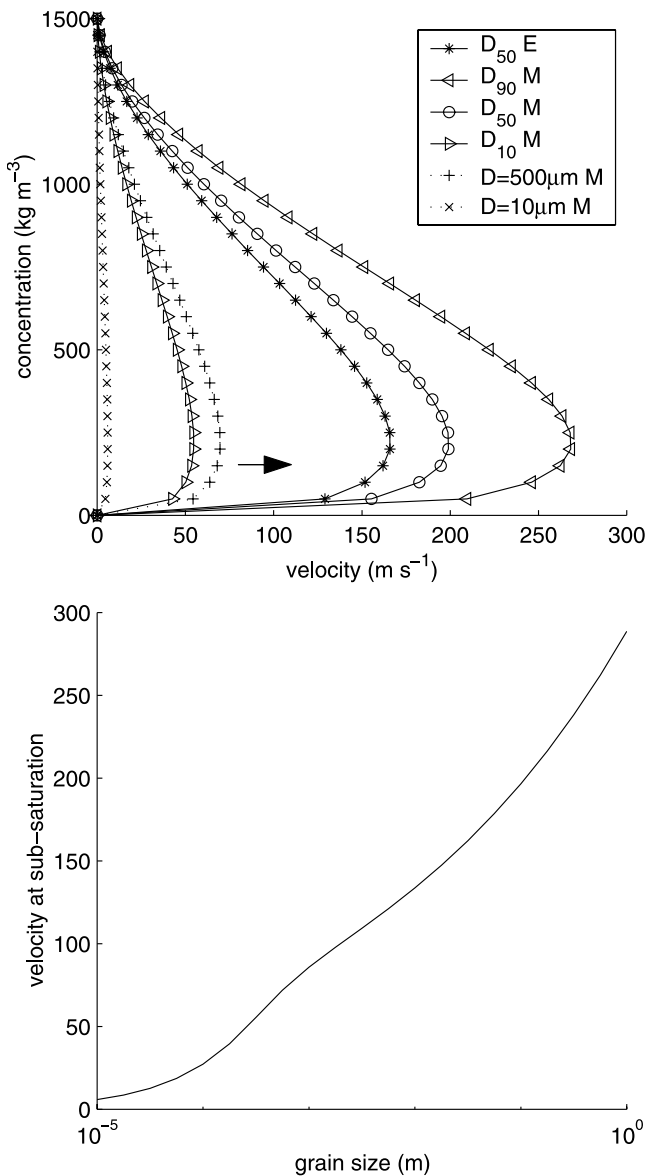 1500
1000
500
0
concentration (kg m⁻³)
D₅₀ E
D₉₀ M
D₅₀ M
D₁₀ M
D=500μm M
D=10μm M
0 50 100 150 200 250 300
velocity (m s⁻¹)
300
250
200
150
100
50
0
velocity at sub−saturation
10⁻⁵ 10⁰
grain size (m)